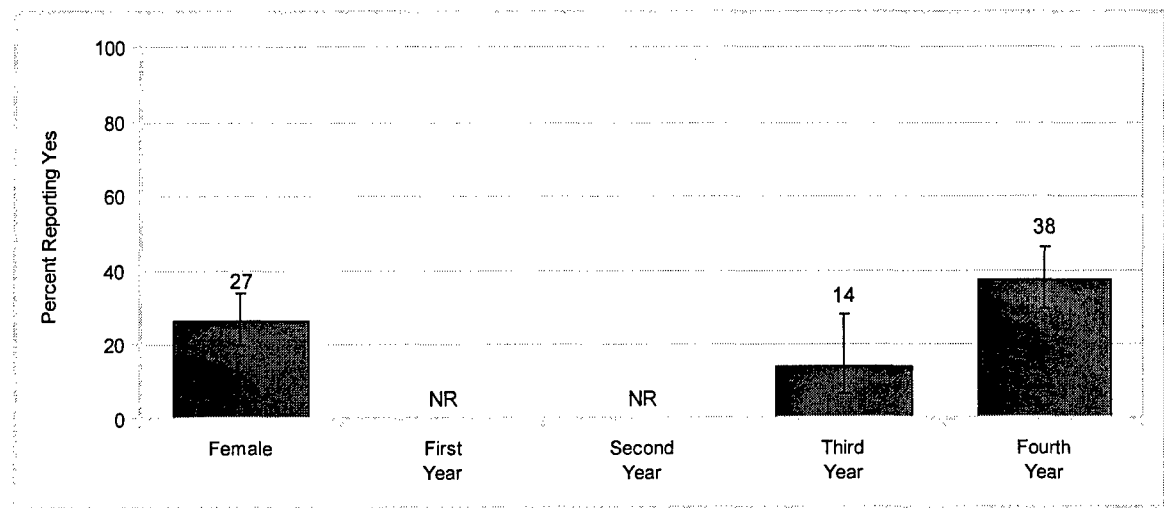 Percent Reporting Yes
100
80
60
40
20
0
27
NR
NR
14
38
Female
First
Year
Second
Year
Third
Year
Fourth
Year